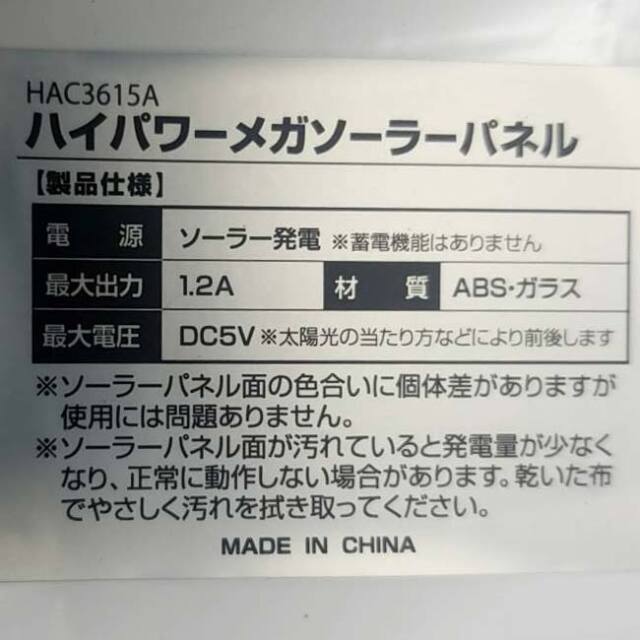 HAC3615A
ハイパワーメガソーラーパネル
【製品仕様】
電 源 ソーラー発電 ※蓄電機能はありません
最大出力 1.2A 材 質 ABS・ガラス
最大電圧 DC5V ※太陽光の当たり方などにより前後します
※ソーラーパネル面の色合いに個体差がありますが
使用には問題ありません。
※ソーラーパネル面が汚れていると発電量が少なく
なり、正常に動作しない場合があります。乾いた布
でやさしく汚れを拭き取ってください。
MADE IN CHINA